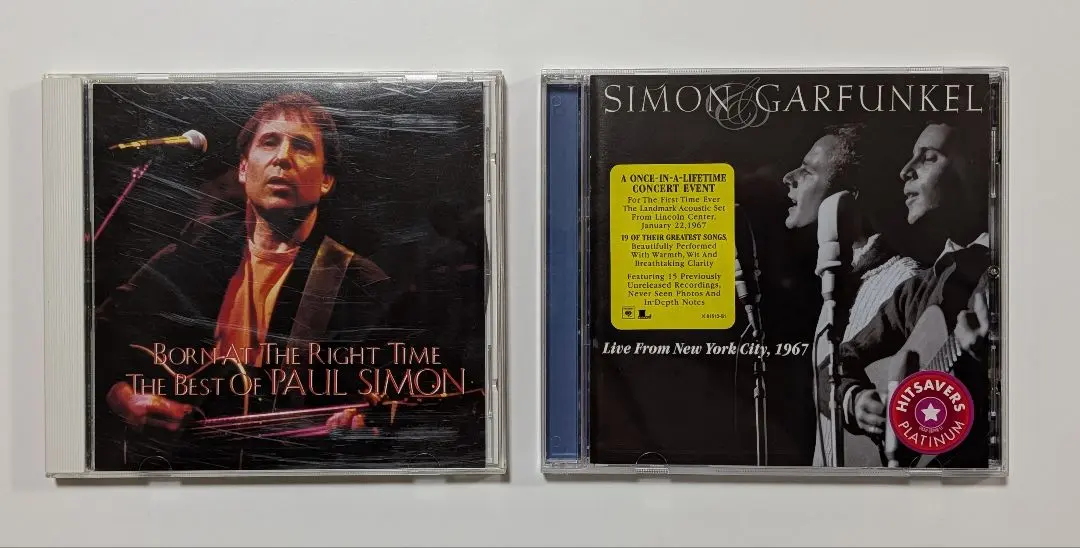 BORN AT THE RIGHT TIME
THE BEST OF PAUL SIMON
SIMON & GARFUNKEL
A ONCE-IN-A-LIFETIME
CONCERT EVENT
For The First Time Ever
The Landmark Acoustic Set
From Lincoln Center,
January 22, 1967
19 OF THEIR GREATEST SONGS,
Beautifully Performed
With Warmth, Wit And
Breathtaking Clarity
Featuring 15 Previously
Unreleased Recordings,
Never Seen Photos And
In-Depth Notes
Live From New York City, 1967
HITSAVERS
PLATINUM